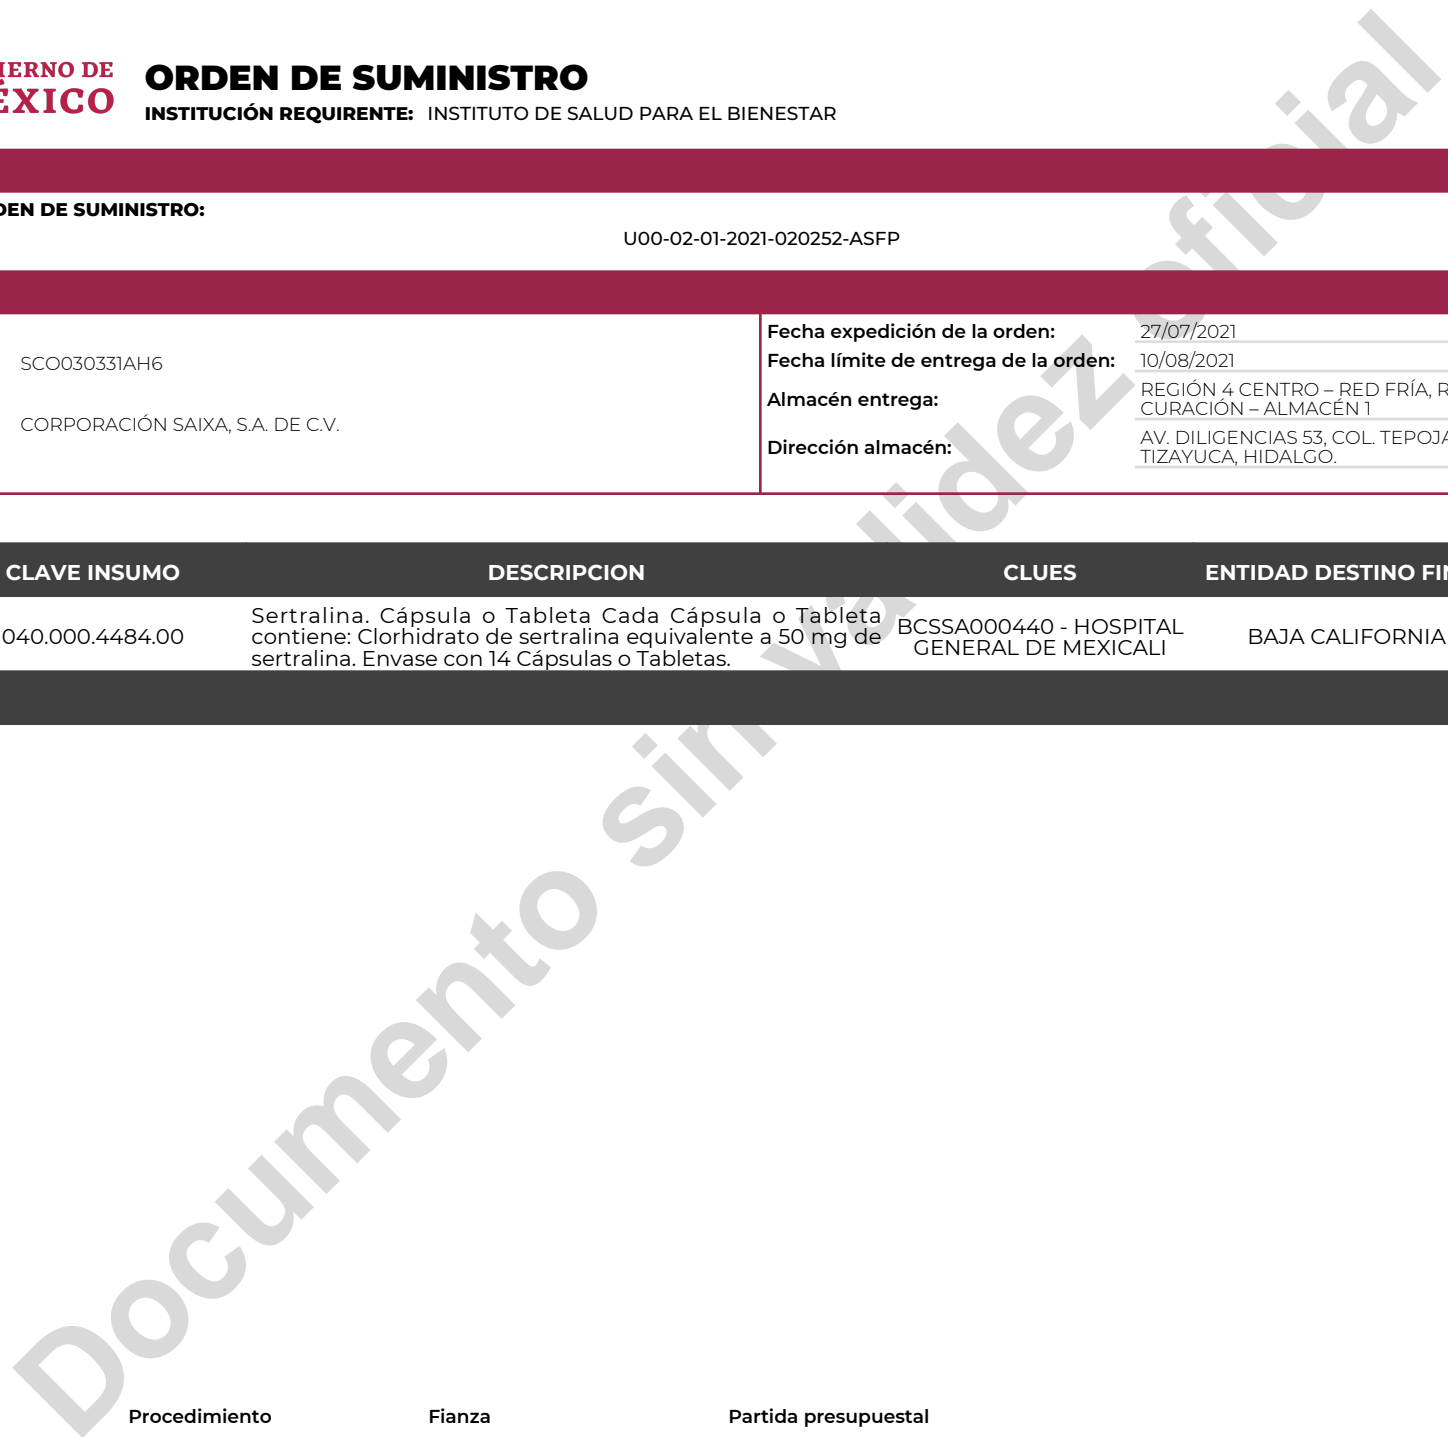 IERNO DE
ÉXICO
ORDEN DE SUMINISTRO
INSTITUCIÓN REQUIRENTE: INSTITUTO DE SALUD PARA EL BIENESTAR
DEN DE SUMINISTRO:
U00-02-01-2021-020252-ASFP
SCO030331AH6
CORPORACIÓN SAIXA, S.A. DE C.V.
Fecha expedición de la orden: 27/07/2021
Fecha límite de entrega de la orden: 10/08/2021
Almacén entrega: REGIÓN 4 CENTRO – RED FRÍA, R
CURACIÓN – ALMACÉN 1
Dirección almacén: AV. DILIGENCIAS 53, COL. TEPOJA
TIZAYUCA, HIDALGO.
CLAVE INSUMO DESCRIPCION CLUES ENTIDAD DESTINO FIN
040.000.4484.00
Sertralina. Cápsula o Tableta Cada Cápsula o Tableta
contiene: Clorhidrato de sertralina equivalente a 50 mg de
sertralina. Envase con 14 Cápsulas o Tabletas.
BCSSA000440 - HOSPITAL
GENERAL DE MEXICALI
BAJA CALIFORNIA
Documento sin validez oficial
Procedimiento Fianza Partida presupuestal